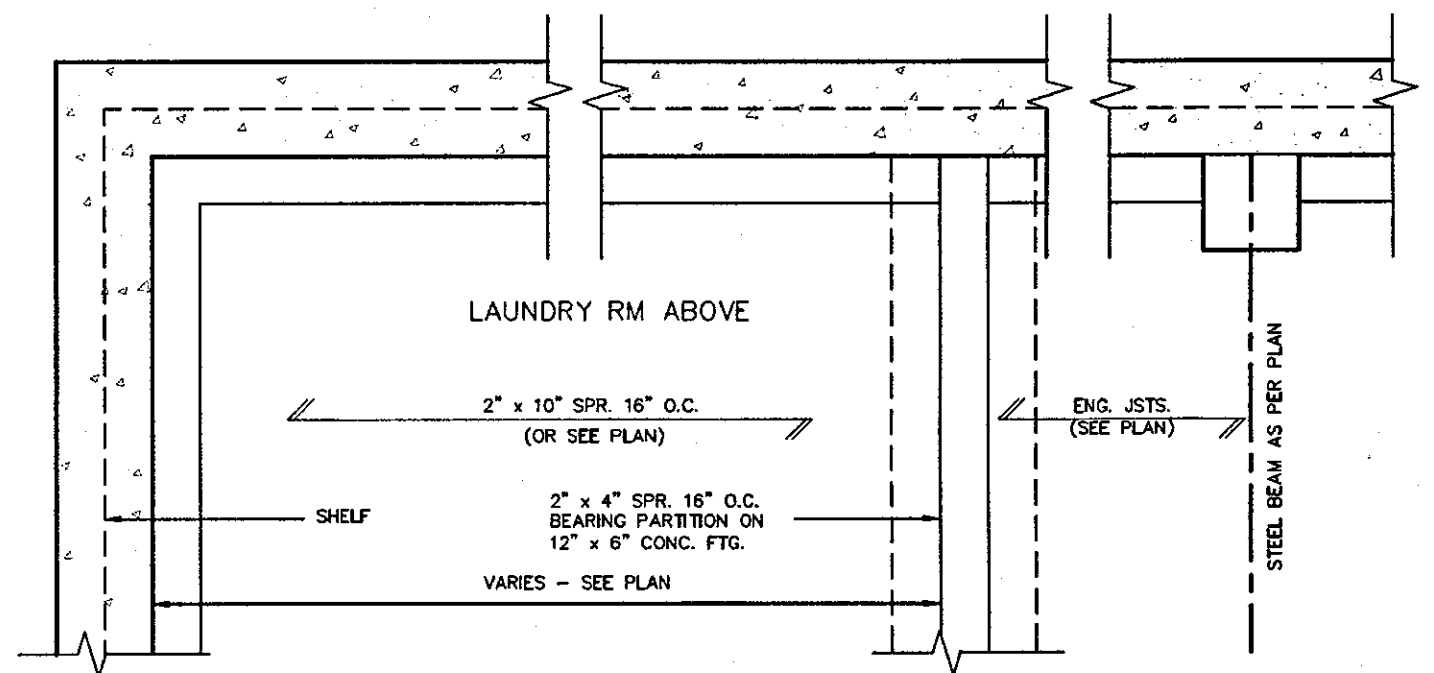 LAUNDRY RM ABOVE
2" x 10" SPR. 16" O.C.
(OR SEE PLAN)
ENG. JSTS.
(SEE PLAN)
STEEL BEAM AS PER PLAN
SHELF
2" x 4" SPR. 16" O.C.
BEARING PARTITION ON
12" x 6" CONC. FTG.
VARIES - SEE PLAN